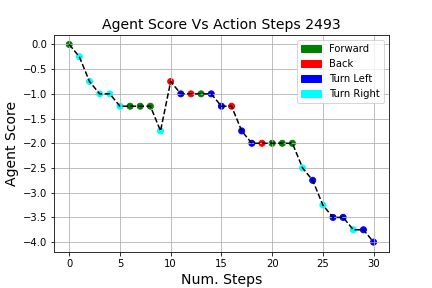 Agent Score Vs Action Steps 2493
Agent Score
0.0
−0.5
−1.0
−1.5
−2.0
−2.5
−3.0
−3.5
−4.0
Forward
Back
Turn Left
Turn Right
0 5 10 15 20 25 30
Num. Steps